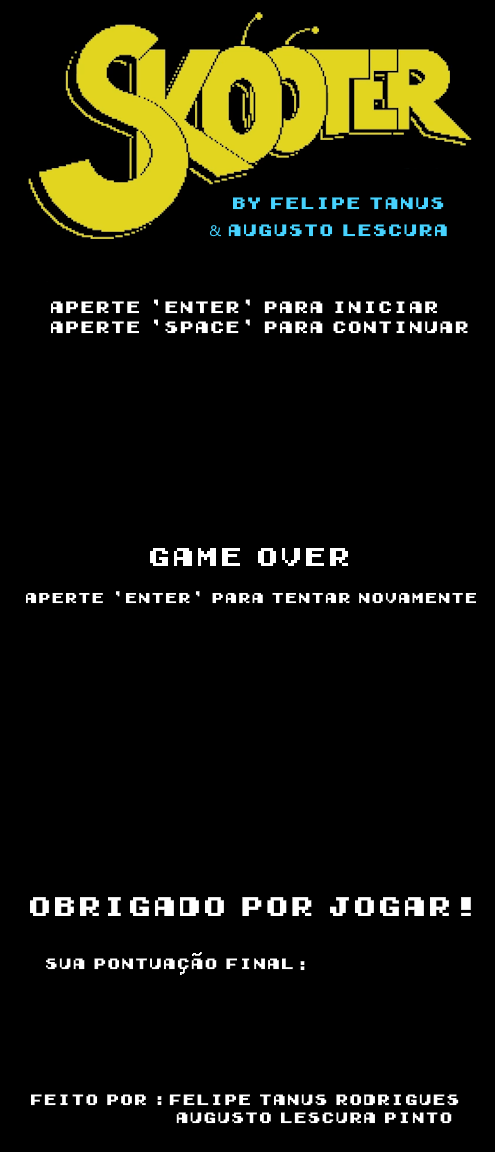 SKOOTER
BY FELIPE TANUS
& AUGUSTO LESCURA
APERTE 'ENTER' PARA INICIAR
APERTE 'SPACE' PARA CONTINUAR
GAME OVER
APERTE 'ENTER' PARA TENTAR NOVAMENTE
OBRIGADO POR JOGAR!
SUA PONTUAÇÃO FINAL:
FEITO POR :FELIPE TANUS RODRIGUES
AUGUSTO LESCURA PINTO